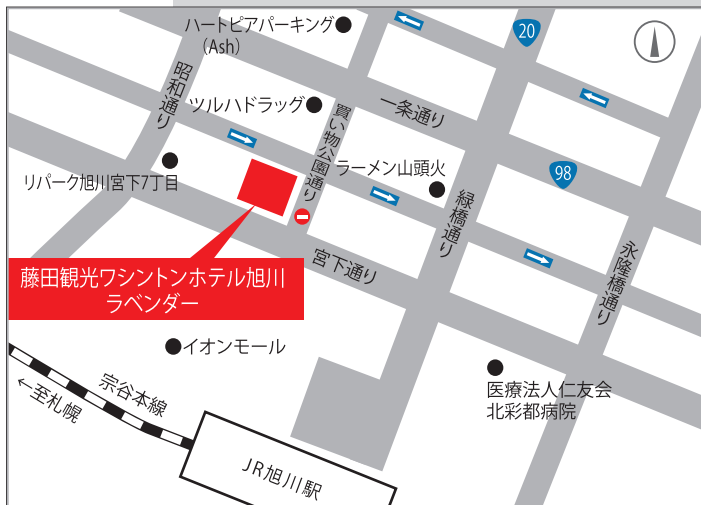 ハートピアパーキング
(Ash)
20
昭和通り
ツルハドラッグ
買い物公園通り
一条通り
98
リパーク旭川宮下7丁目
ラーメン山頭火
緑橋通り
永隆橋通り
宮下通り
藤田観光ワシントンホテル旭川
ラベンダー
イオンモール
宗谷本線
←至札幌
医療法人仁友会
北彩都病院
JR旭川駅